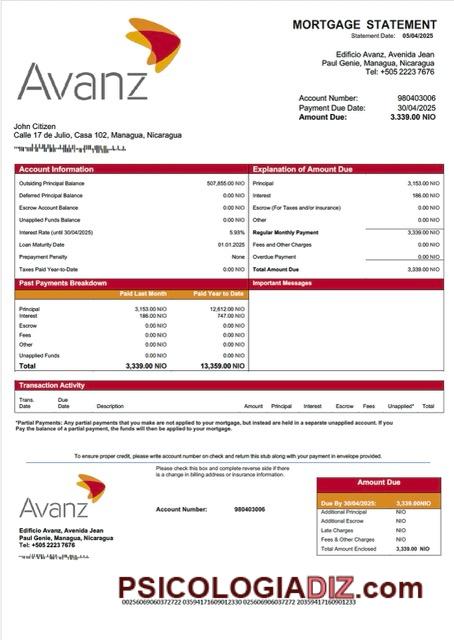 Avanz
MORTGAGE STATEMENT
Statement Date: 05/04/2025
Edificio Avanz, Avenida Jean
Paul Genie, Managua, Nicaragua
Tel: +505 2223 7676
Account Number: 980403006
Payment Due Date: 30/04/2025
Amount Due: 3.339.00 NIO
John Citizen
Calle 17 de Julio, Casa 102, Managua, Nicaragua
Account Information
Outsiding Principal Balance 507,855.00 NIO
Deferred Principal Balance 0.00 NIO
Escrow Account Balance 0.00 NIO
Unapplied Funds Balance 0.00 NIO
Interest Rate (until 30/04/2025) 5.93%
Loan Maturity Date 01.01.2025
Prepayment Penalty None
Taxes Paid Year-to-Date 0.00 NIO
Explanation of Amount Due
Principal 3,153.00 NIO
Interest 186.00 NIO
Escrow (For Taxes and/or insurance) 0.00 NIO
Other 0.00 NIO
Regular Monthly Payment 3,339.00 NIO
Fees and Other Charges 0.00 NIO
Overdue Payment 0.00 NIO
Total Amount Due 3,339.00 NIO
Past Payments Breakdown
Paid Last Month Paid Year to Date
Principal 3,153.00 NIO 12,612.00 NIO
Interest 186.00 NIO 747.00 NIO
Escrow 0.00 NIO 0.00 NIO
Fees 0.00 NIO 0.00 NIO
Other 0.00 NIO 0.00 NIO
Unapplied Funds 0.00 NIO 0.00 NIO
Total 3,339.00 NIO 13,359.00 NIO
Important Messages
Transaction Activity
Trans. Date Due Date Description Amount Principal Interest Escrow Fees Unapplied* Total
*Partial Payments: Any partial payments that you make are not applied to your mortgage, but instead are held in a separate unapplied account. If you
Pay the balance of a partial payment, the funds will then be applied to your mortgage.
To ensure proper credit, please write account number on check and return this stub along with your payment in envelope provided.
Please check this box and complete reverse side if there
is a change in billing address or insurance information.
Avanz
Account Number: 980403006
Edificio Avanz, Avenida Jean
Paul Genie, Managua, Nicaragua
Tel: +505 2223 7676
Amount Due
Due By 30/04/2025: 3,339.00NIO
Additional Principal NIO
Additional Escrow NIO
Late Charges NIO
Fees & Other Charges NIO
Total Amount Enclosed 3,339.00 NIO
PSICOLOGIADIZ.com